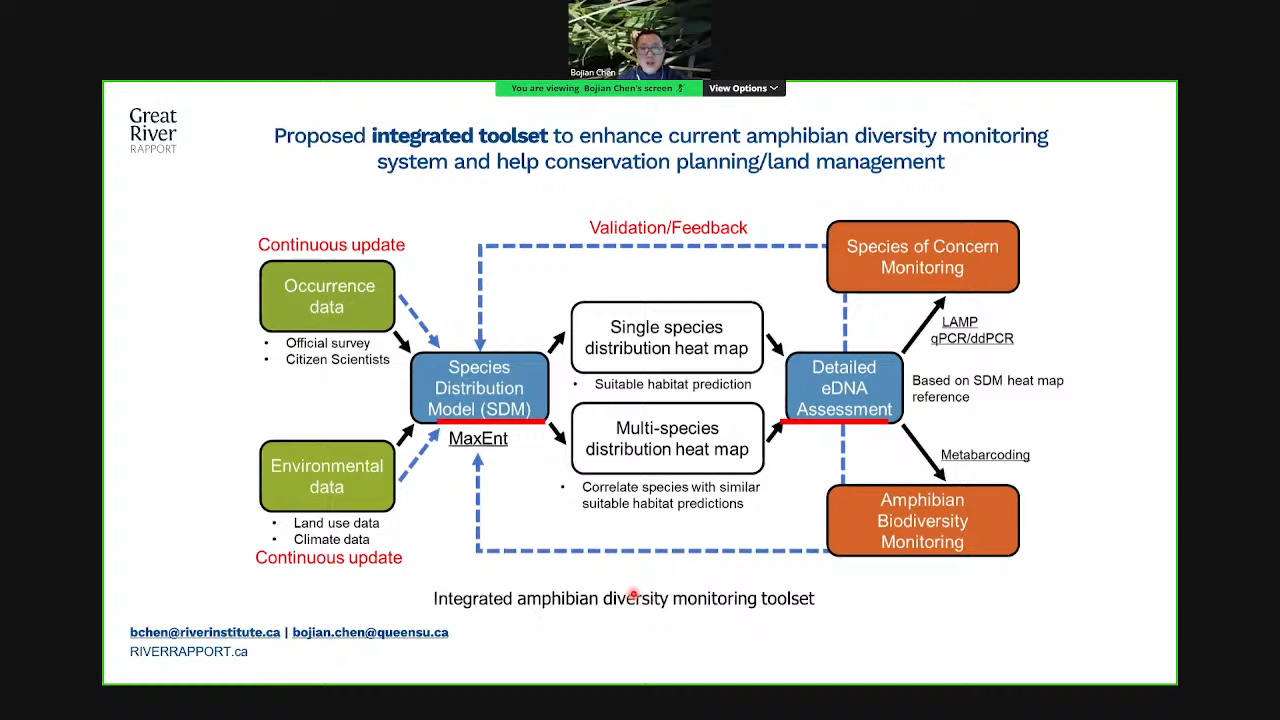 Bojian Chen
You are viewing Bojian Chen's screen
View Options
Great
River
RAPPORT
Proposed integrated toolset to enhance current amphibian diversity monitoring
system and help conservation planning/land management
Validation/Feedback
Continuous update
Occurrence
data
• Official survey
• Citizen Scientists
Species
Distribution
Model (SDM)
MaxEnt
Environmental
data
• Land use data
• Climate data
Continuous update
Single species
distribution heat map
• Suitable habitat prediction
Multi-species
distribution heat map
• Correlate species with similar
suitable habitat predictions
Detailed
eDNA
Assessment
Species of Concern
Monitoring
LAMP
qPCR/ddPCR
Based on SDM heat map
reference
Metabarcoding
Amphibian
Biodiversity
Monitoring
Integrated amphibian diversity monitoring toolset
bchen@riverinstitute.ca | bojian.chen@queensu.ca
RIVERRAPPORT.ca